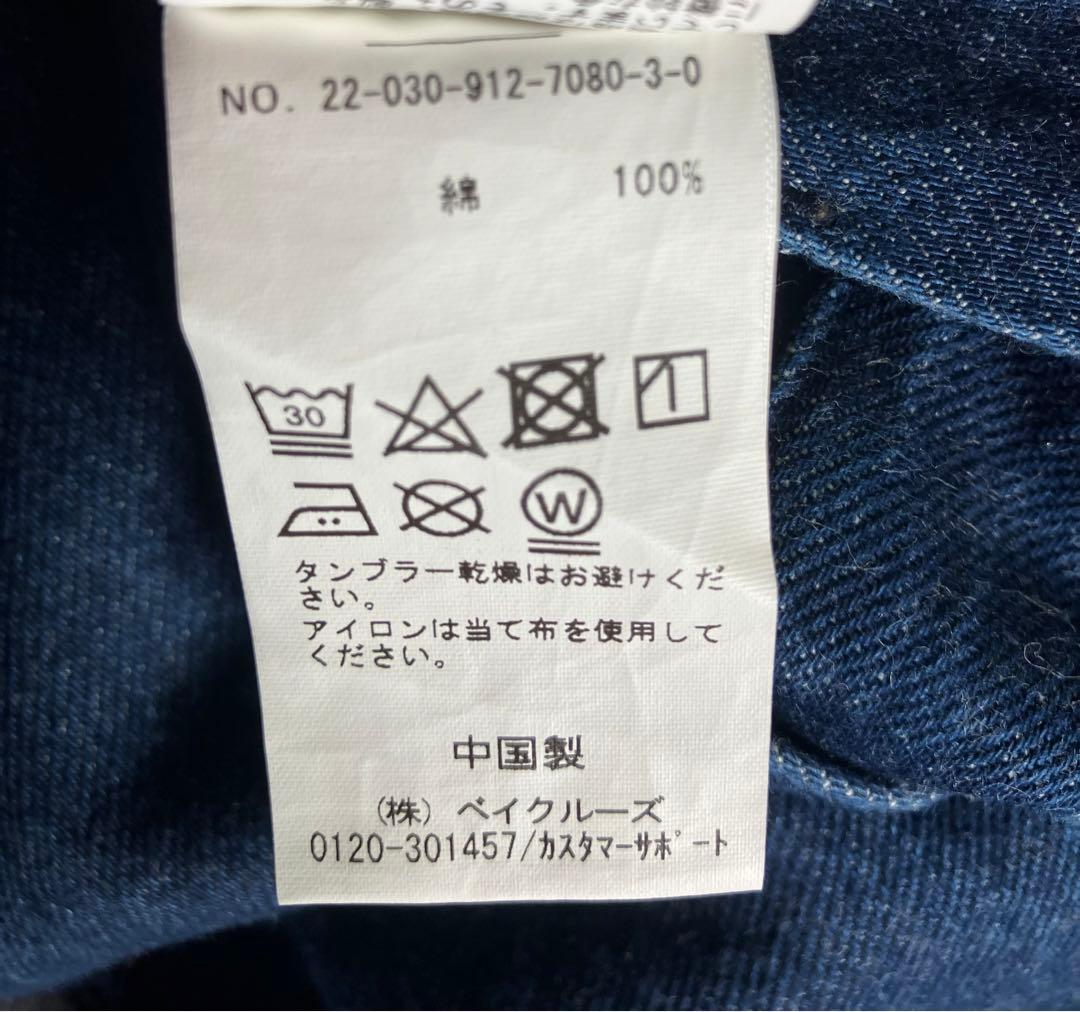 NO. 22-030-912-7080-3-0
綿 100%
30
W
タンブラー乾燥はお避けくだ
さい。
アイロンは当て布を使用して
ください。
中国製
(株) ベイクルーズ
0120-301457/カスタマーサポート